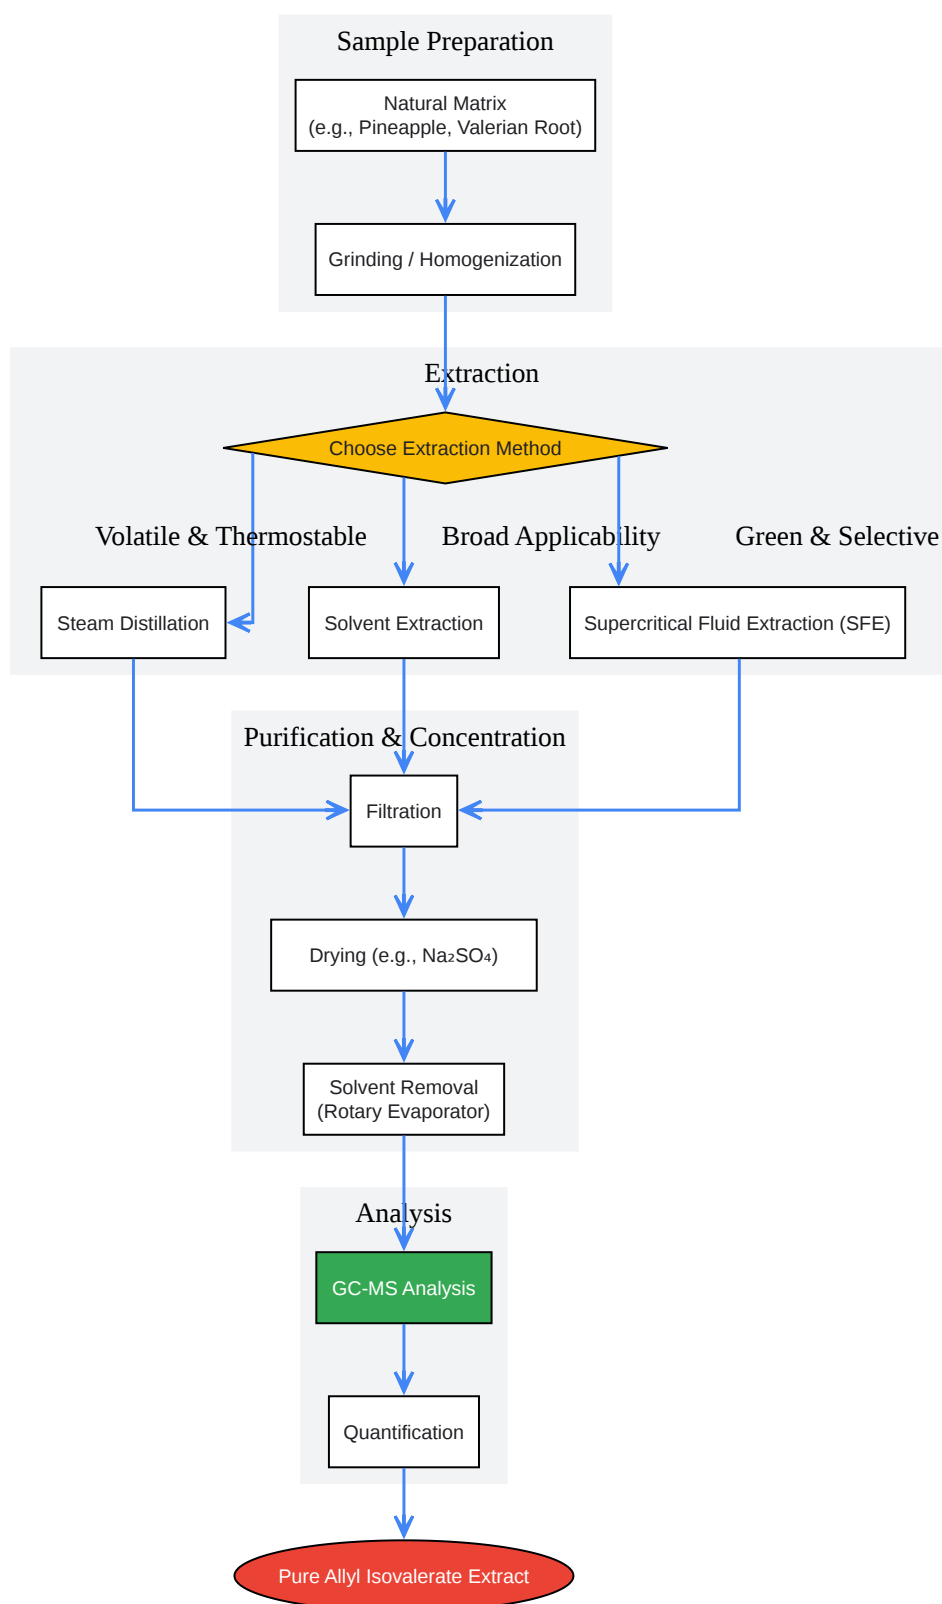 Sample Preparation
Natural Matrix
(e.g., Pineapple, Valerian Root)
Grinding / Homogenization
Extraction
Choose Extraction Method
Volatile & Thermostable
Broad Applicability
Green & Selective
Steam Distillation
Solvent Extraction
Supercritical Fluid Extraction (SFE)
Purification & Concentration
Filtration
Drying (e.g., Na₂SO₄)
Solvent Removal
(Rotary Evaporator)
Analysis
GC-MS Analysis
Quantification
Pure Allyl Isovalerate Extract